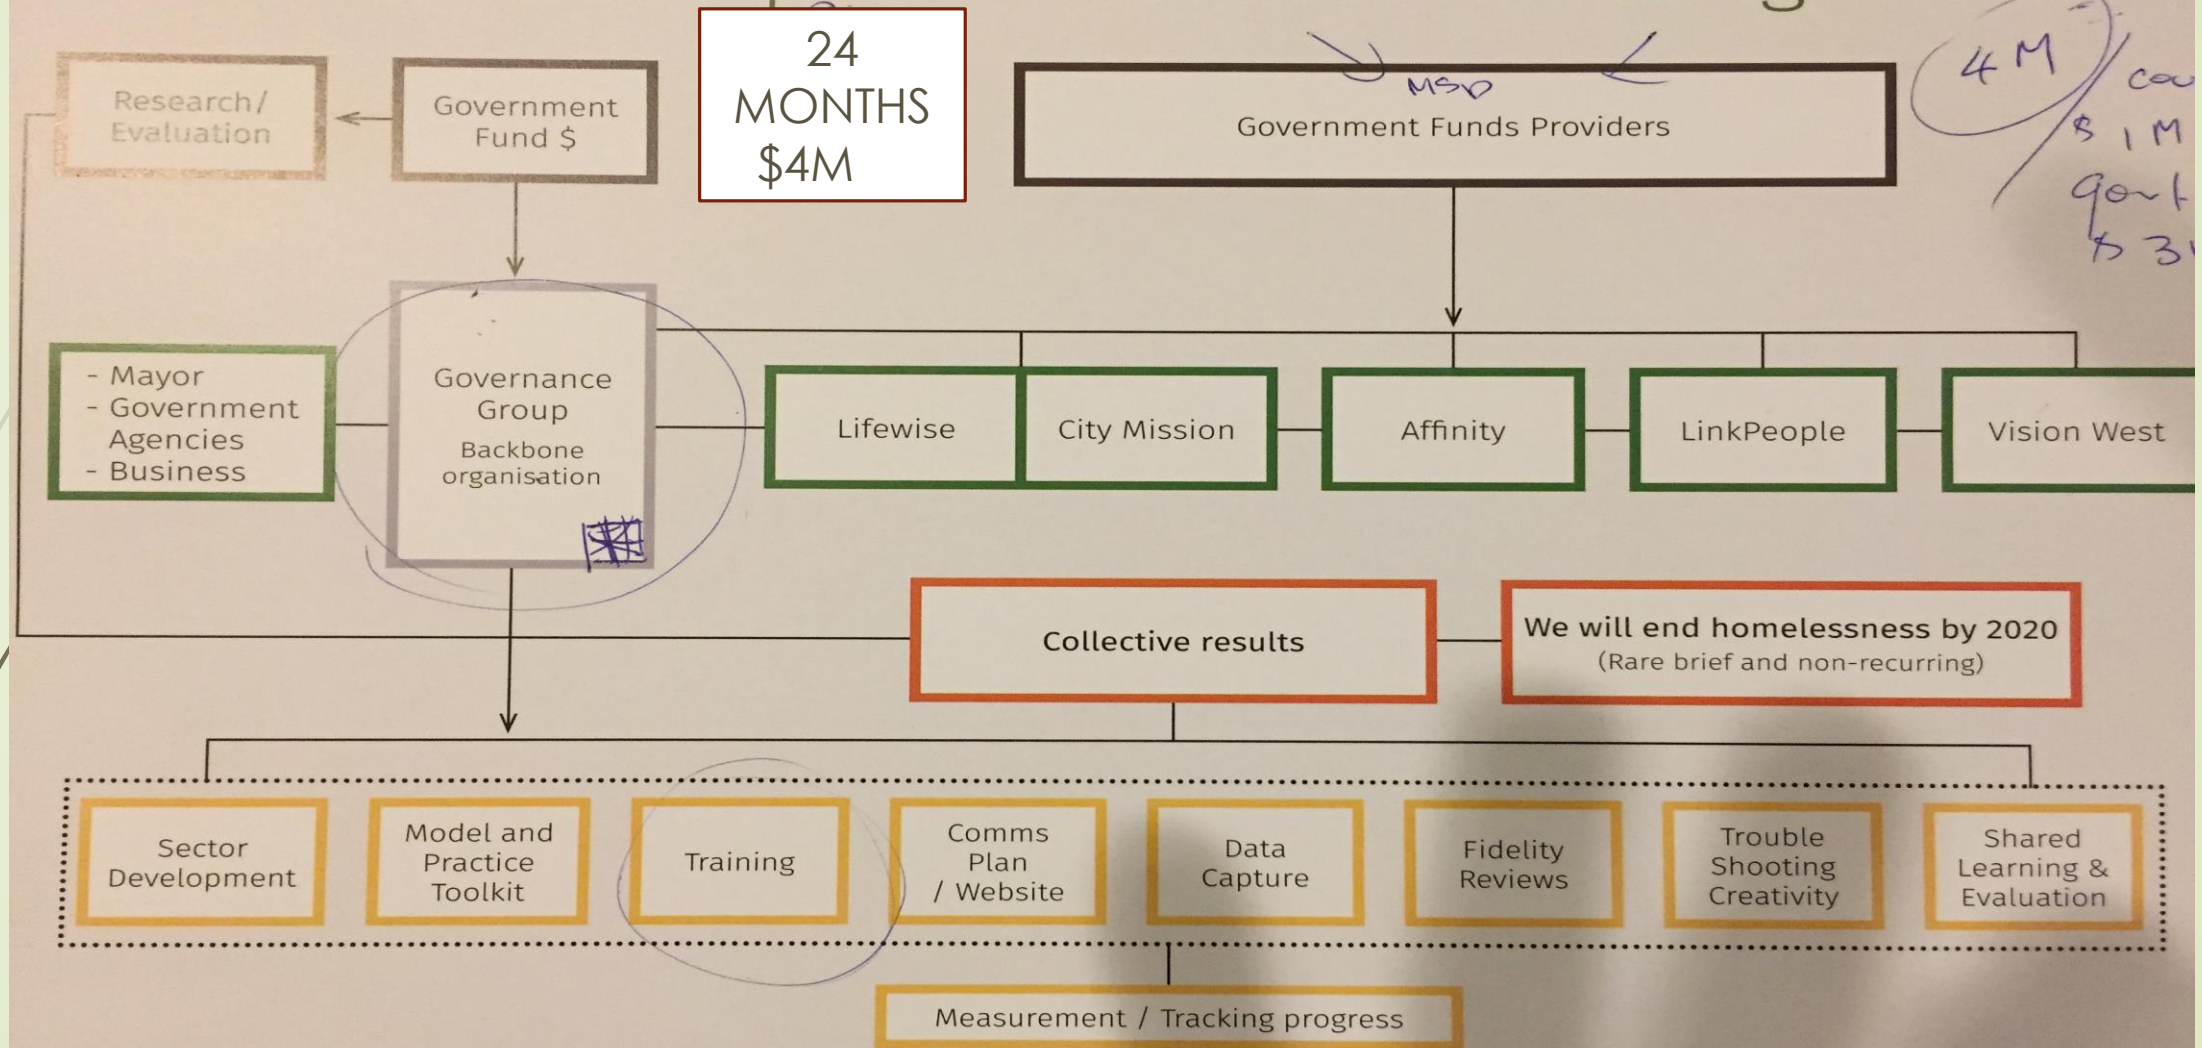 24
MONTHS
$4M
Research/
Evaluation
Government
Fund $
MSD
Government Funds Providers
4 M
$ 1 M
govt
- Mayor
- Government
Agencies
- Business
Governance
Group
Backbone
organisation
Lifewise
City Mission
Affinity
LinkPeople
Vision West
Collective results
We will end homelessness by 2020
(Rare brief and non-recurring)
Sector
Development
Model and
Practice
Toolkit
Training
Comms
Plan
/ Website
Data
Capture
Fidelity
Reviews
Trouble
Shooting
Creativity
Shared
Learning &
Evaluation
Measurement / Tracking progress